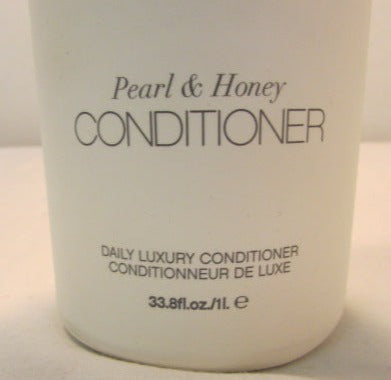 Pearl & Honey
CONDITIONER
DAILY LUXURY CONDITIONER
CONDITIONNEUR DE LUXE
33.8fl.oz./1l. ℮